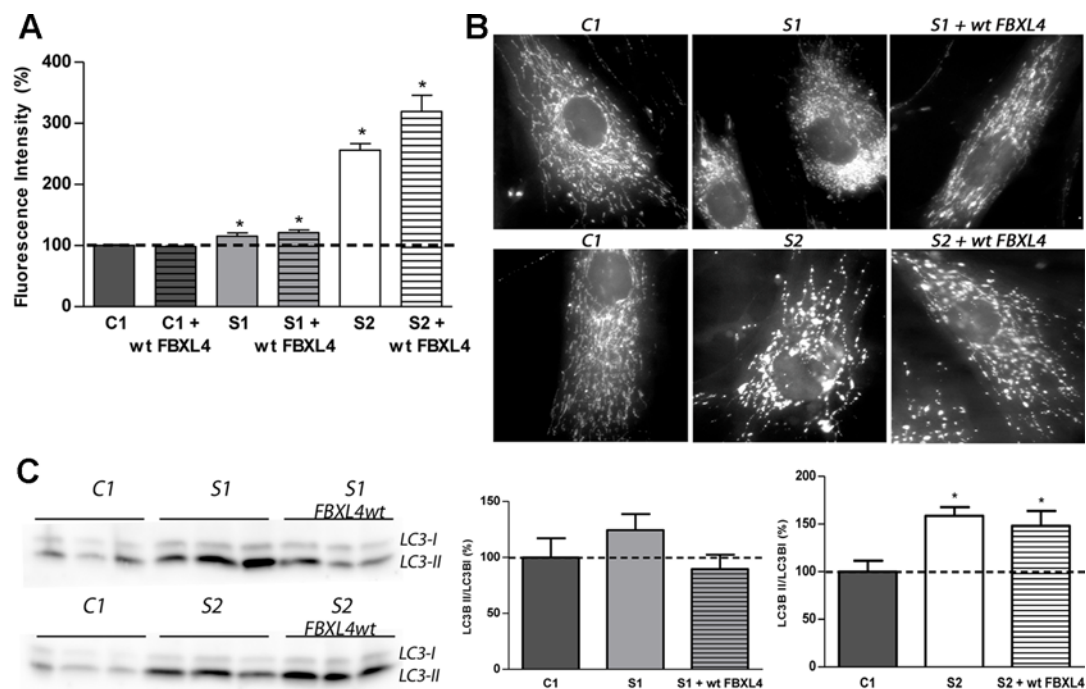 A
Fluorescence Intensity (%)
400
300
200
100
0
*
*
*
*
C1
C1 +
wt FBXL4
S1
S1 +
wt FBXL4
S2
S2 +
wt FBXL4
B
C1
S1
S1 + wt FBXL4
C1
S2
S2 + wt FBXL4
C
C1
S1
S1
FBXL4wt
LC3-I
LC3-II
C1
S2
S2
FBXL4wt
LC3-I
LC3-II
LC3B II/LC3BI (%)
150
100
50
0
C1
S1
S1 + wt FBXL4
LC3B II/LC3BI (%)
200
150
100
50
0
*
*
C1
S2
S2 + wt FBXL4